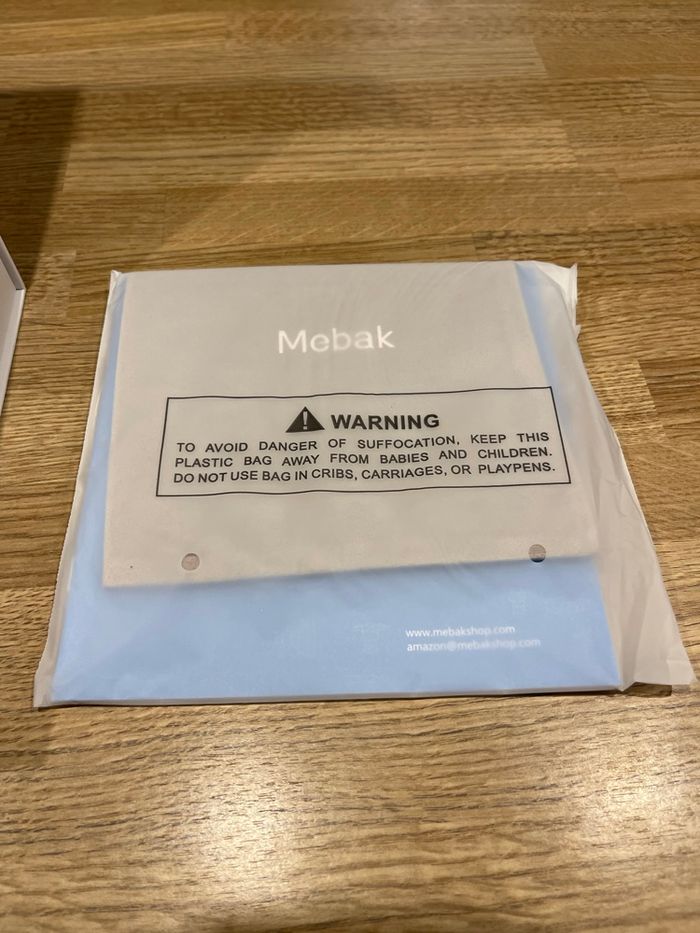 Mebak
WARNING
TO AVOID DANGER OF SUFFOCATION, KEEP THIS
PLASTIC BAG AWAY FROM BABIES AND CHILDREN.
DO NOT USE BAG IN CRIBS, CARRIAGES, OR PLAYPENS.
www.mebakshop.com
amazon@mebakshop.com